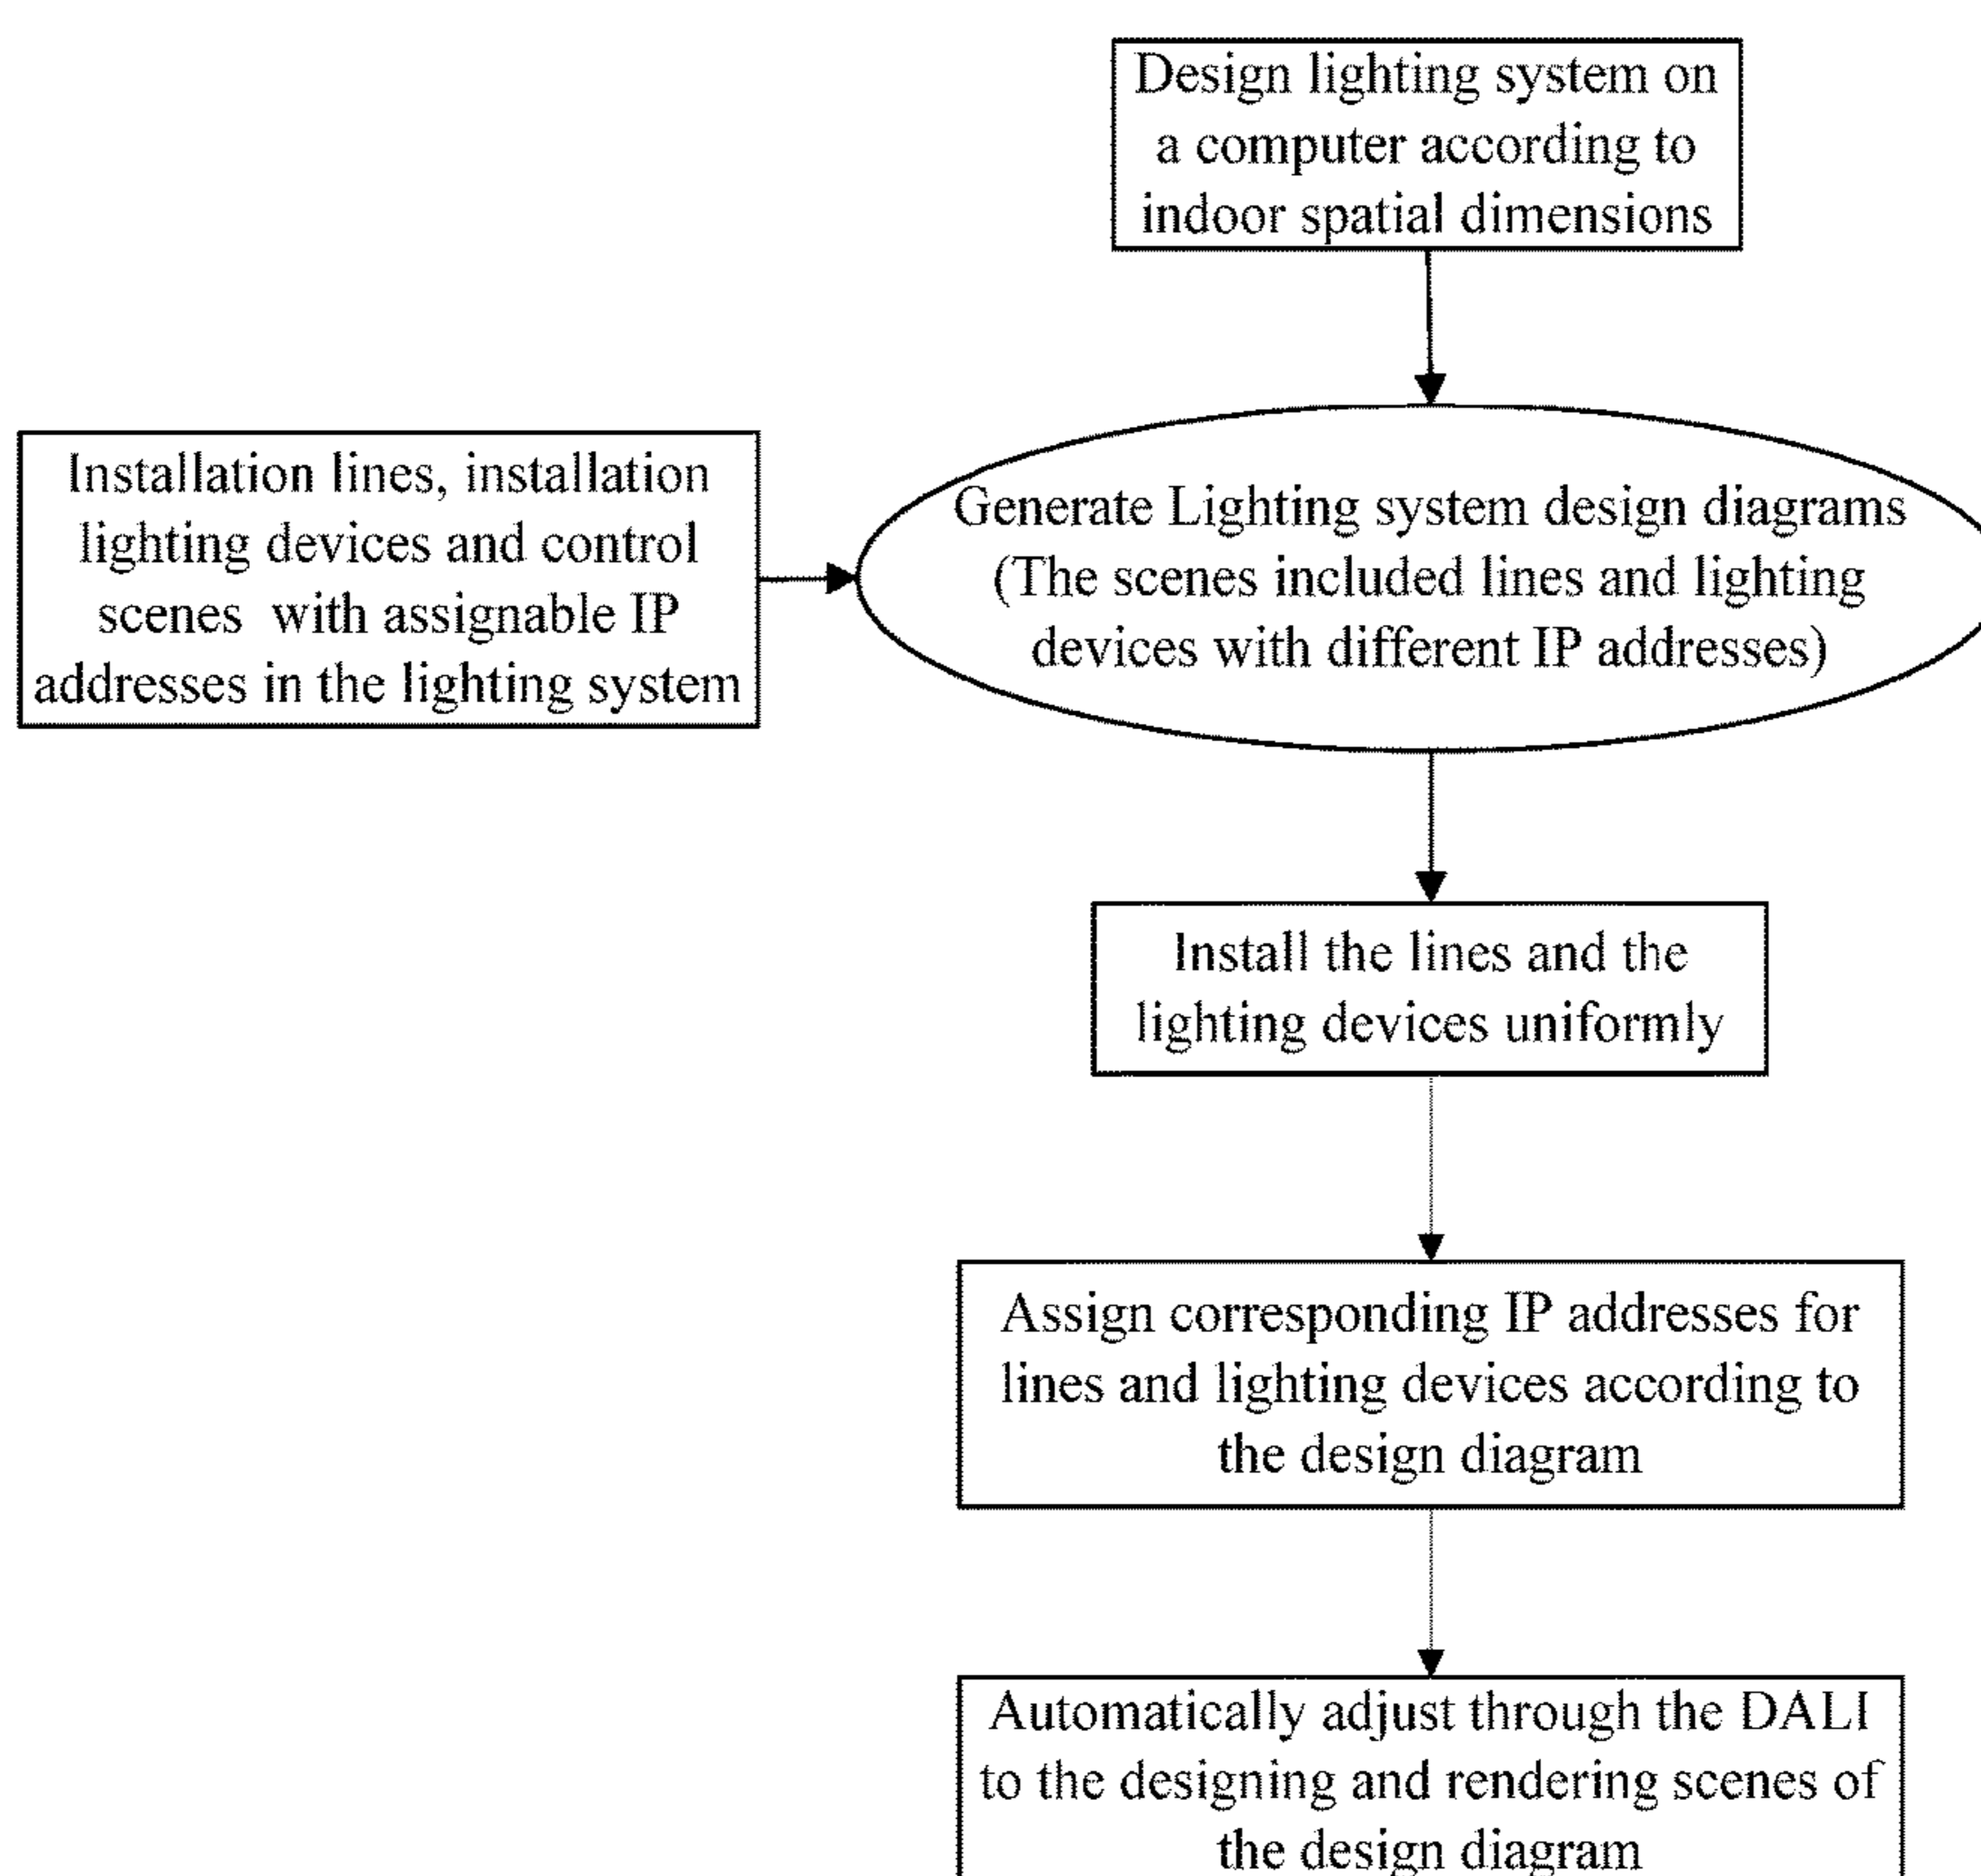 Design lighting system on
a computer according to
indoor spatial dimensions
Installation lines, installation
lighting devices and control
scenes with assignable IP
addresses in the lighting system
Generate Lighting system design diagrams
(The scenes included lines and lighting
devices with different IP addresses)
Install the lines and the
lighting devices uniformly
Assign corresponding IP addresses for
lines and lighting devices according to
the design diagram
Automatically adjust through the DALI
to the designing and rendering scenes of
the design diagram